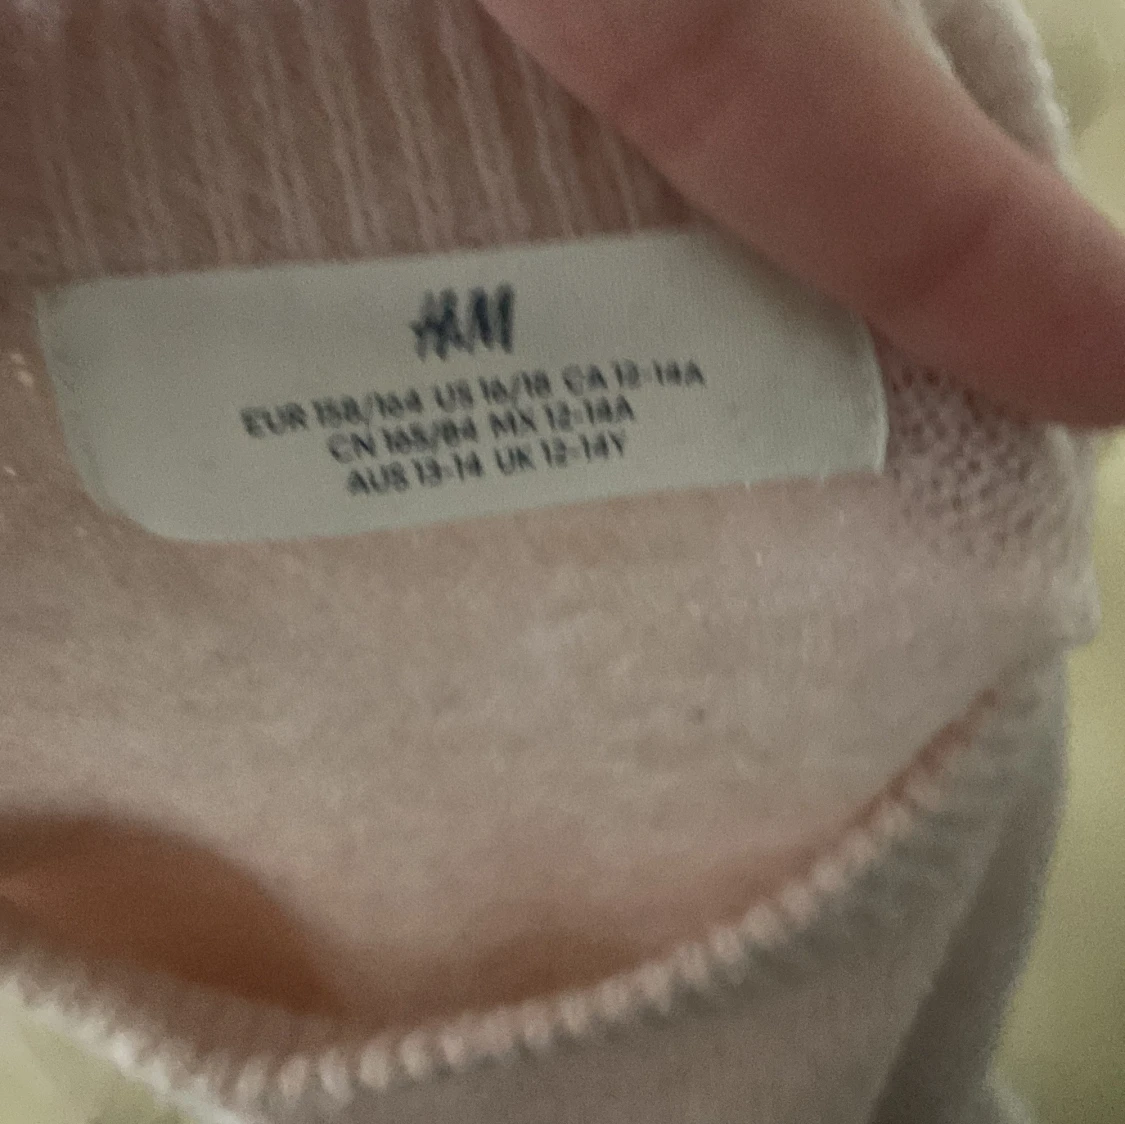 H&M
EUR 158/164 US 16/18 CA 12-14A
CN 165/84 MX 12-14A
AUS 13-14 UK 12-14Y